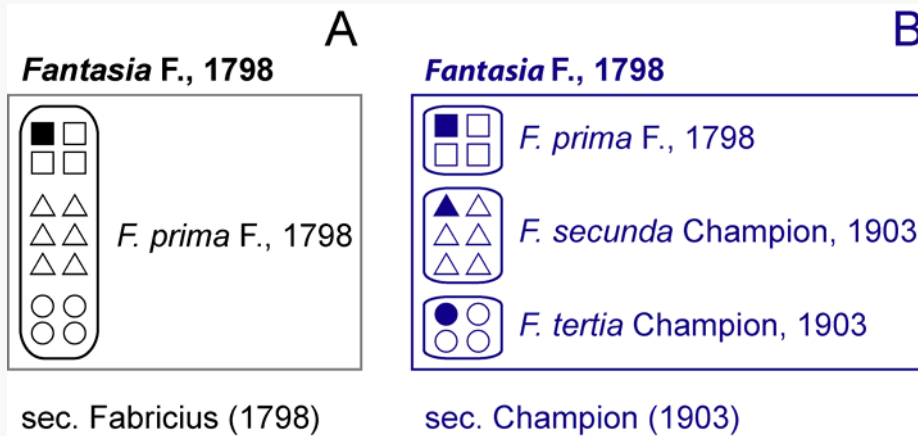 A
Fantasia F., 1798
F. prima F., 1798
sec. Fabricius (1798)
B
Fantasia F., 1798
F. prima F., 1798
F. secunda Champion, 1903
F. tertia Champion, 1903
sec. Champion (1903)